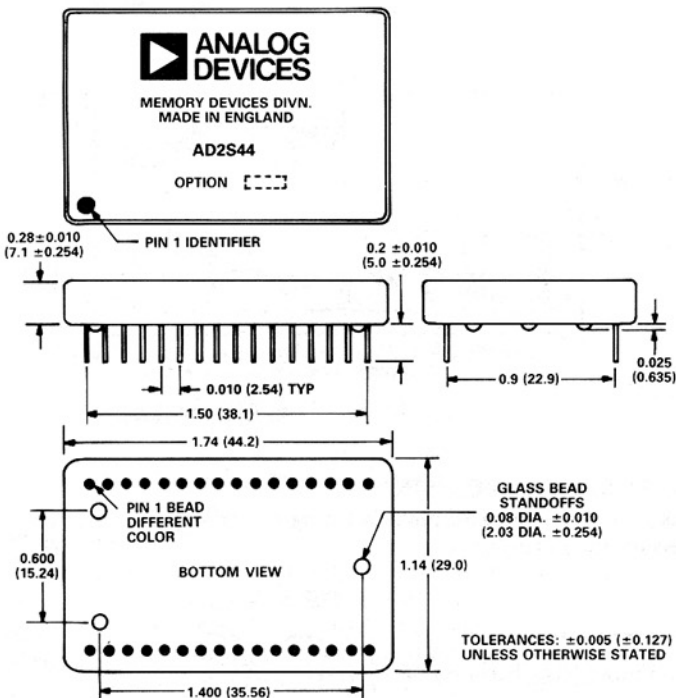 ANALOG
DEVICES
MEMORY DEVICES DIVN.
MADE IN ENGLAND
AD2S44
OPTION
PIN 1 IDENTIFIER
0.28±0.010
(7.1 ±0.254)
0.2 ±0.010
(5.0 ±0.254)
0.025
(0.635)
0.010 (2.54) TYP
0.9 (22.9)
1.50 (38.1)
1.74 (44.2)
PIN 1 BEAD
DIFFERENT
COLOR
GLASS BEAD
STANDOFFS
0.08 DIA. ±0.010
(2.03 DIA. ±0.254)
0.600
(15.24)
BOTTOM VIEW
1.14 (29.0)
TOLERANCES: ±0.005 (±0.127)
UNLESS OTHERWISE STATED
1.400 (35.56)